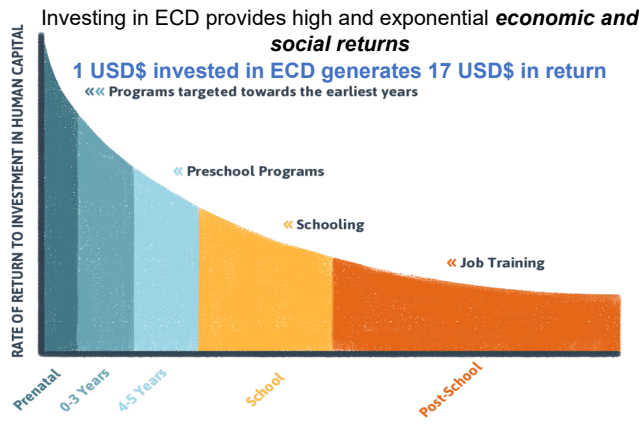 Investing in ECD provides high and exponential economic and
social returns
1 USD$ invested in ECD generates 17 USD$ in return
RATE OF RETURN TO INVESTMENT IN HUMAN CAPITAL
«« Programs targeted towards the earliest years
« Preschool Programs
« Schooling
« Job Training
Prenatal
0-3 Years
4-5 Years
School
Post-School